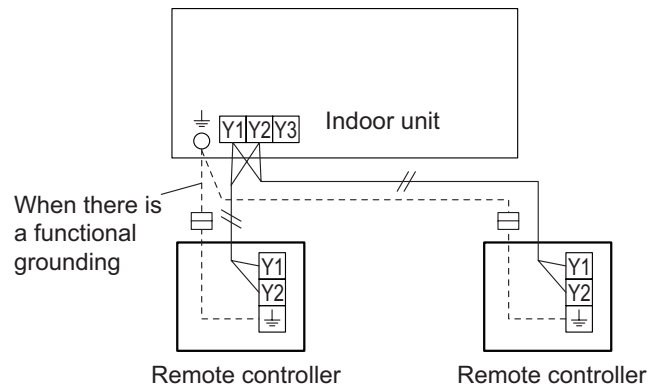 Indoor unit
Y1 Y2 Y3
When there is
a functional
grounding
Y1
Y2
Y1
Y2
Remote controller
Remote controller